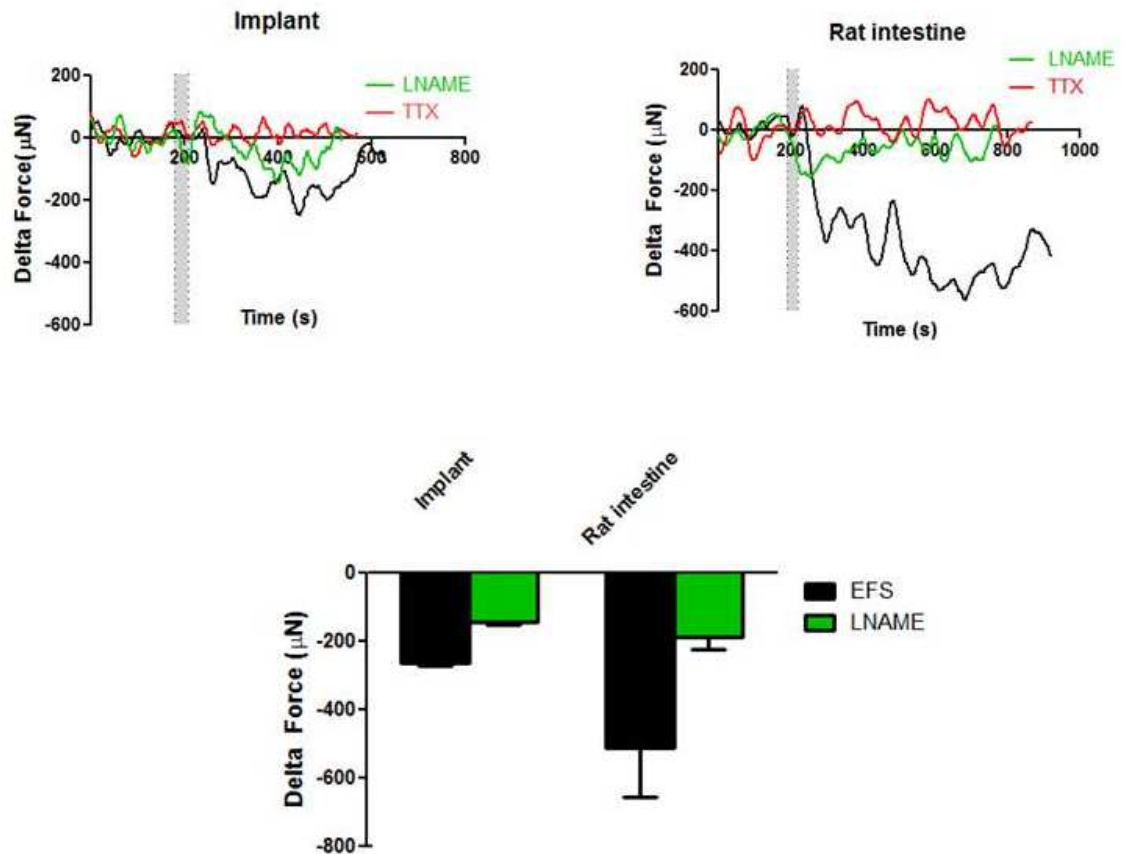 Implant
200
0
-200
-400
-600
Delta Force(µN)
LNAME
TTX
200
400
600
800
Time (s)
Rat intestine
200
0
-200
-400
-600
Delta Force (µN)
LNAME
TTX
200
400
600
800
1000
Time (s)
Implant
Rat intestine
0
-200
-400
-600
-800
Delta Force (µN)
EFS
LNAME